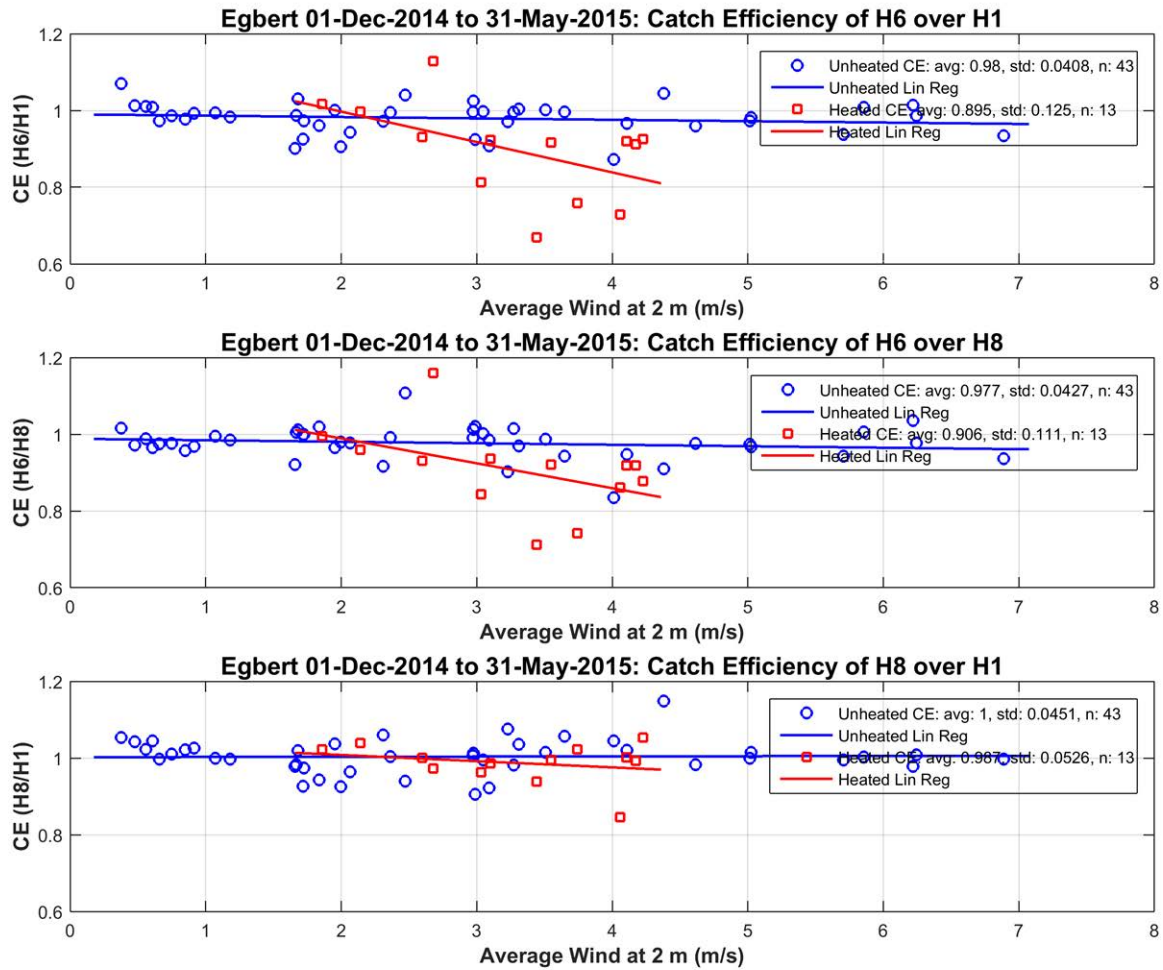 Egbert 01-Dec-2014 to 31-May-2015: Catch Efficiency of H6 over H1
1.2
1
0.8
0.6
CE (H6/H1)
Unheated CE: avg: 0.98, std: 0.0408, n: 43
Unheated Lin Reg
Heated CE: avg: 0.895, std: 0.125, n: 13
Heated Lin Reg
0 1 2 3 4 5 6 7 8
Average Wind at 2 m (m/s)
Egbert 01-Dec-2014 to 31-May-2015: Catch Efficiency of H6 over H8
1.2
1
0.8
0.6
CE (H6/H8)
Unheated CE: avg: 0.977, std: 0.0427, n: 43
Unheated Lin Reg
Heated CE: avg: 0.906, std: 0.111, n: 13
Heated Lin Reg
0 1 2 3 4 5 6 7 8
Average Wind at 2 m (m/s)
Egbert 01-Dec-2014 to 31-May-2015: Catch Efficiency of H8 over H1
1.2
1
0.8
0.6
CE (H8/H1)
Unheated CE: avg: 1, std: 0.0451, n: 43
Unheated Lin Reg
Heated CE: avg: 0.987, std: 0.0526, n: 13
Heated Lin Reg
0 1 2 3 4 5 6 7 8
Average Wind at 2 m (m/s)